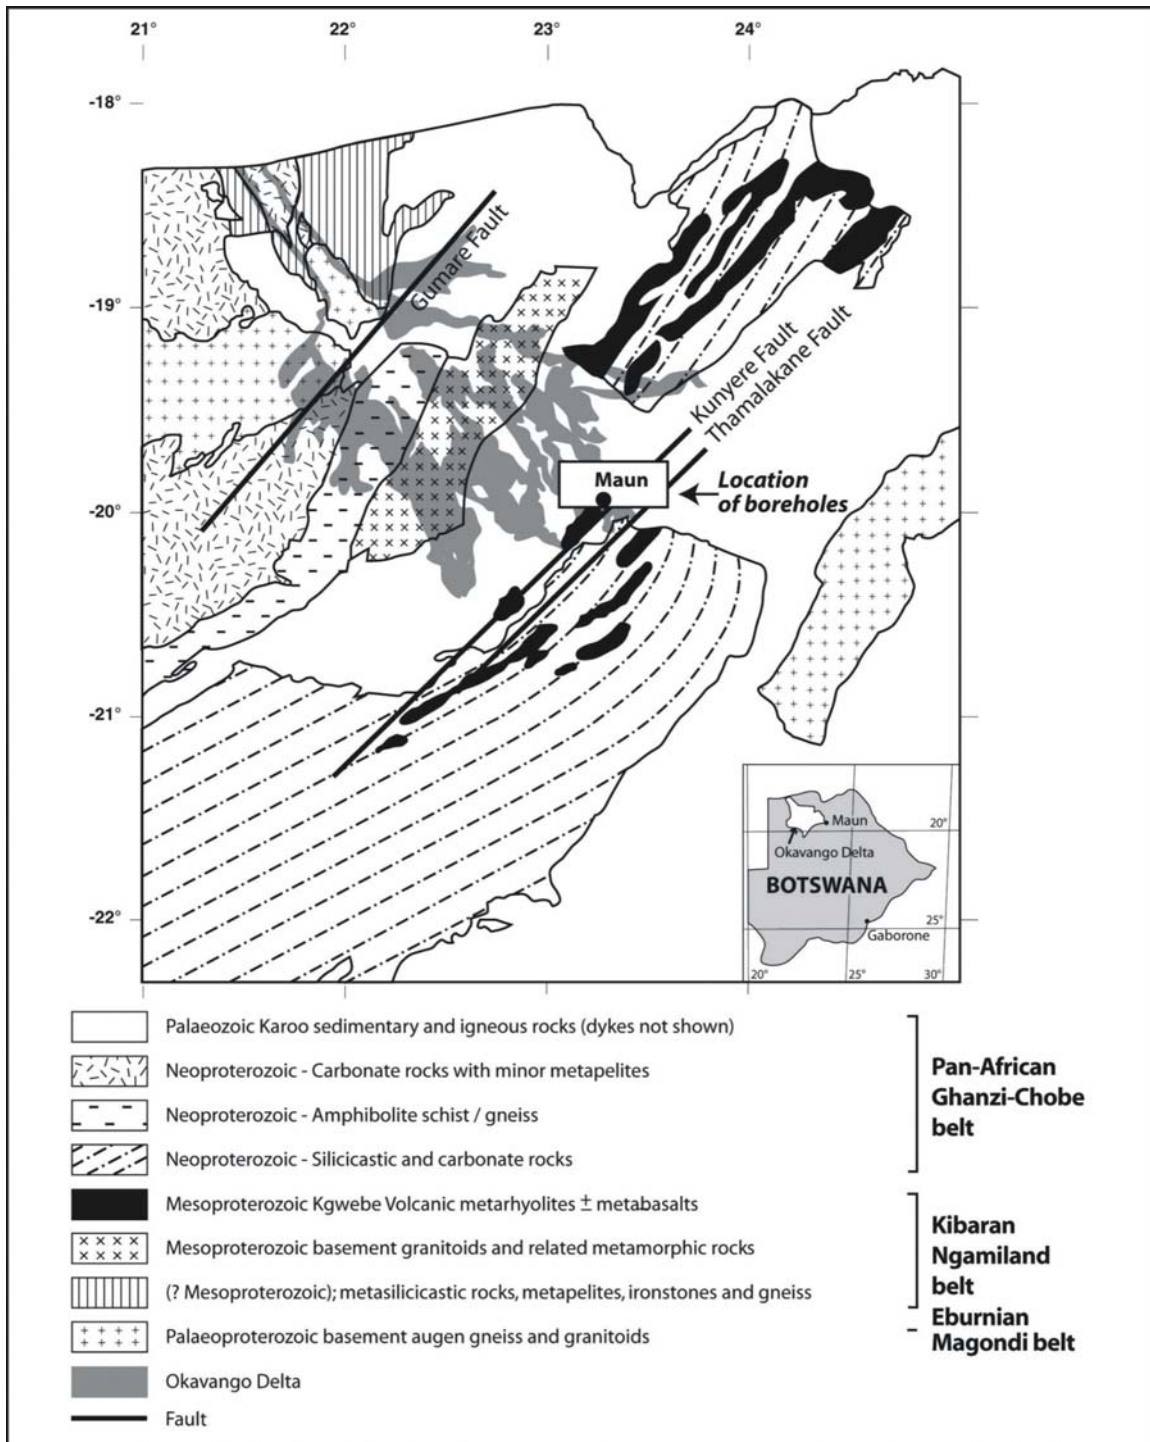 21°
22°
23°
24°
-18°
-19°
-20°
-21°
-22°
Gumare Fault
Kunyere Fault
Thamalakane Fault
Maun
Location
of boreholes
Maun
20°
Okavango Delta
BOTSWANA
25°
Gaborone
20°
25°
30°
21°
22°
23°
24°
Palaeozoic Karoo sedimentary and igneous rocks (dykes not shown)
Neoproterozoic - Carbonate rocks with minor metapelites
Neoproterozoic - Amphibolite schist / gneiss
Neoproterozoic - Silicicastic and carbonate rocks
Pan-African
Ghanzi-Chobe
belt
Mesoproterozoic Kgwebe Volcanic metarhyolites ± metabasalts
Mesoproterozoic basement granitoids and related metamorphic rocks
(? Mesoproterozoic); metasilicicastic rocks, metapelites, ironstones and gneiss
Kibaran
Ngamiland
belt
Palaeoproterozoic basement augen gneiss and granitoids
Eburnian
Magondi belt
Okavango Delta
Fault